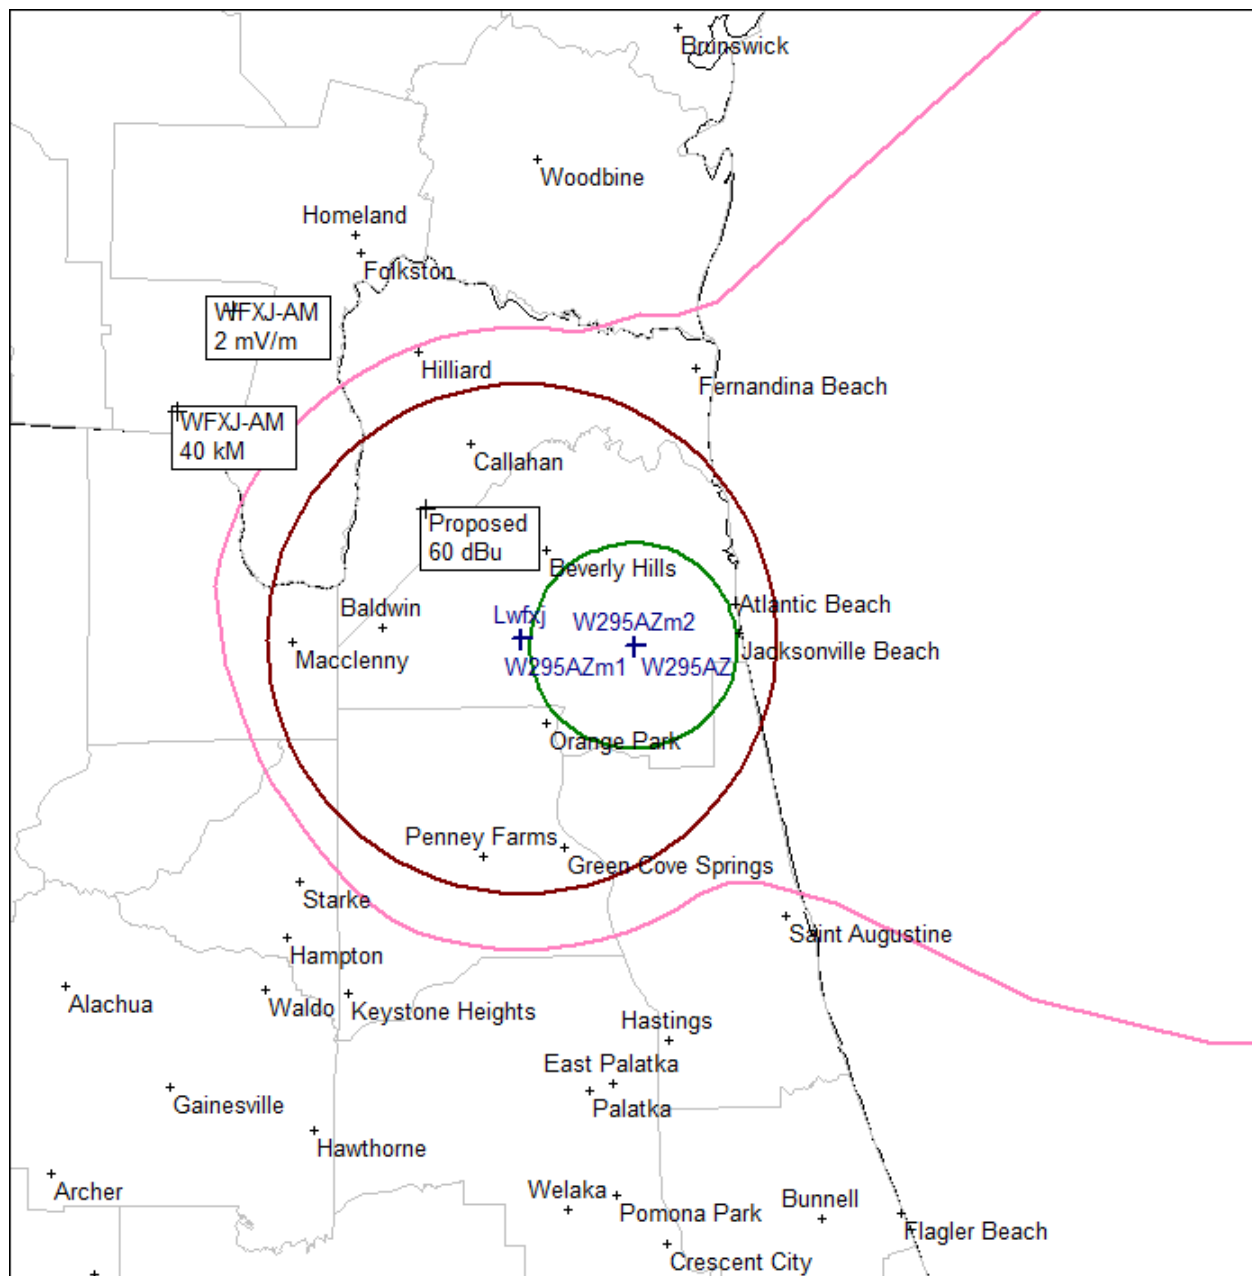 Brunswick
Woodbine
Homeland
Folkston
WFXJ-AM
2 mV/m
Hilliard
Fernandina Beach
WFXJ-AM
40 kM
Callahan
Proposed
60 dBu
Beverly Hills
Baldwin
Atlantic Beach
Lwfxj
W295AZm2
Macclenny
W295AZm1
W295AZ
Jacksonville Beach
Orange Park
Penney Farms
Green Cove Springs
Starke
Saint Augustine
Hampton
Alachua
Waldo
Keystone Heights
Hastings
East Palatka
Gainesville
Palatka
Hawthorne
Archer
Welaka
Pomona Park
Bunnell
Flagler Beach
Crescent City